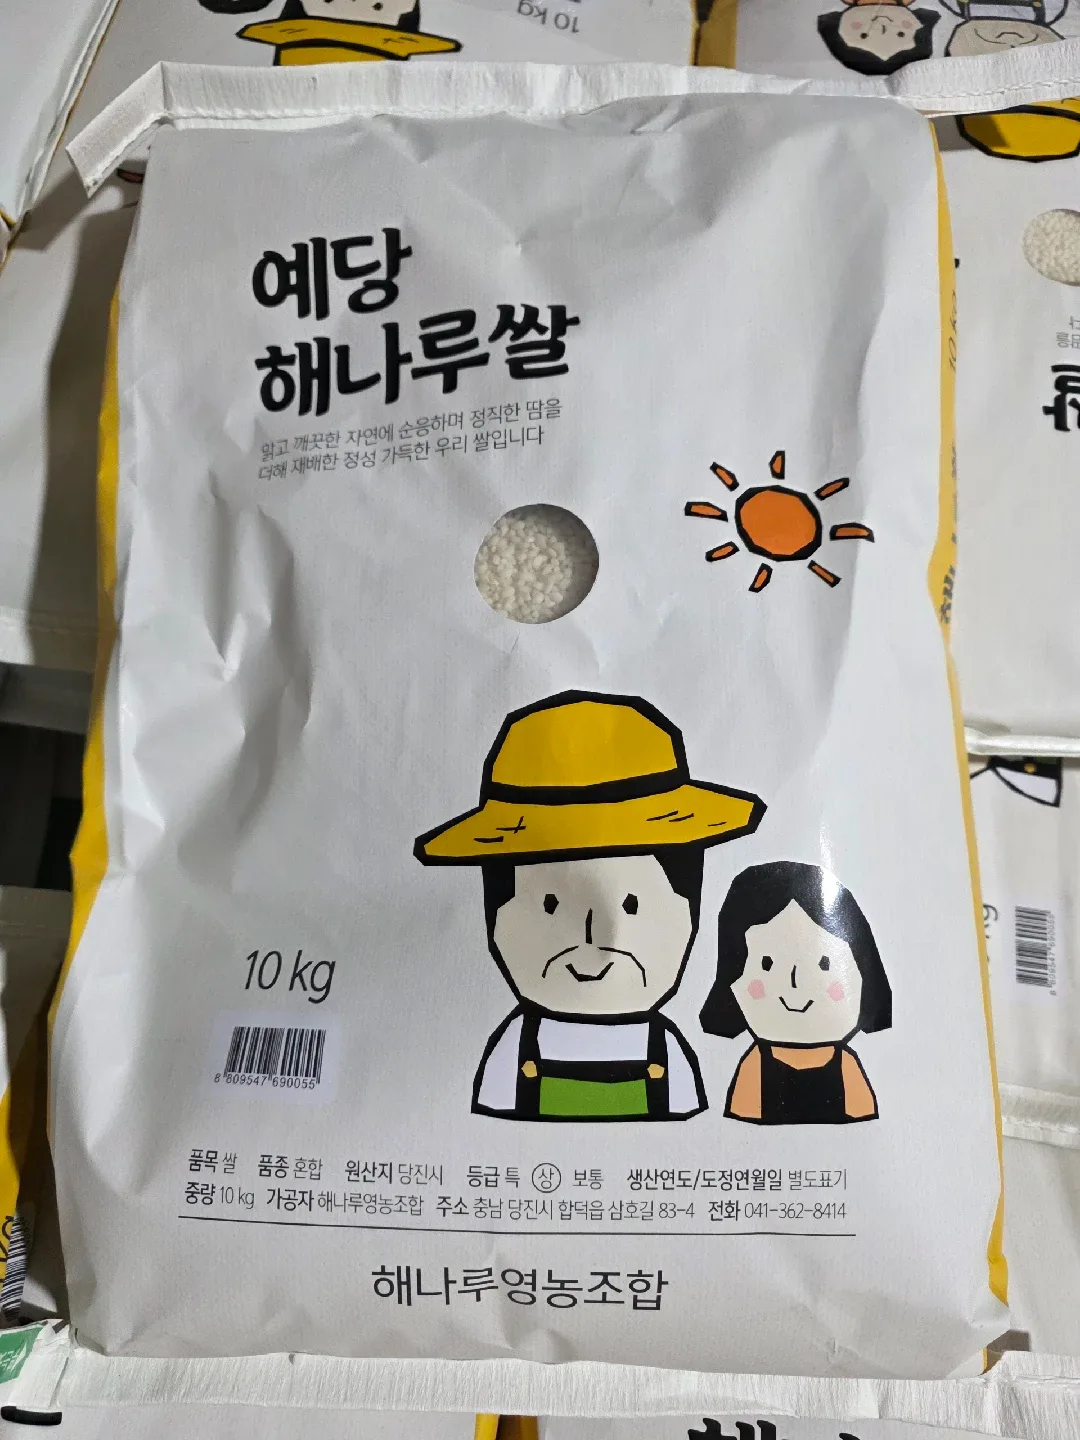 10 kg
예당
해나루쌀
맑고 깨끗한 자연에 순응하며 정직한 땀을
더해 재배한 정성 가득한 우리 쌀입니다
10 kg
8 809547 690055
품목 쌀 품종 혼합 원산지 당진시 등급 특 상 보통 생산연도/도정연월일 별도표기
중량 10 kg 가공자 해나루영농조합 주소 충남 당진시 합덕읍 삼호길 83-4 전화 041-362-8414
해나루영농조합
8 809547 690055